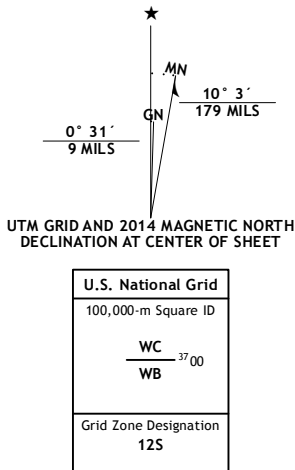 ★
MN
GN
10° 3´
179 MILS
0° 31´
9 MILS
UTM GRID AND 2014 MAGNETIC NORTH
DECLINATION AT CENTER OF SHEET
U.S. National Grid
100,000-m Square ID
WC
3700
WB
Grid Zone Designation
12S